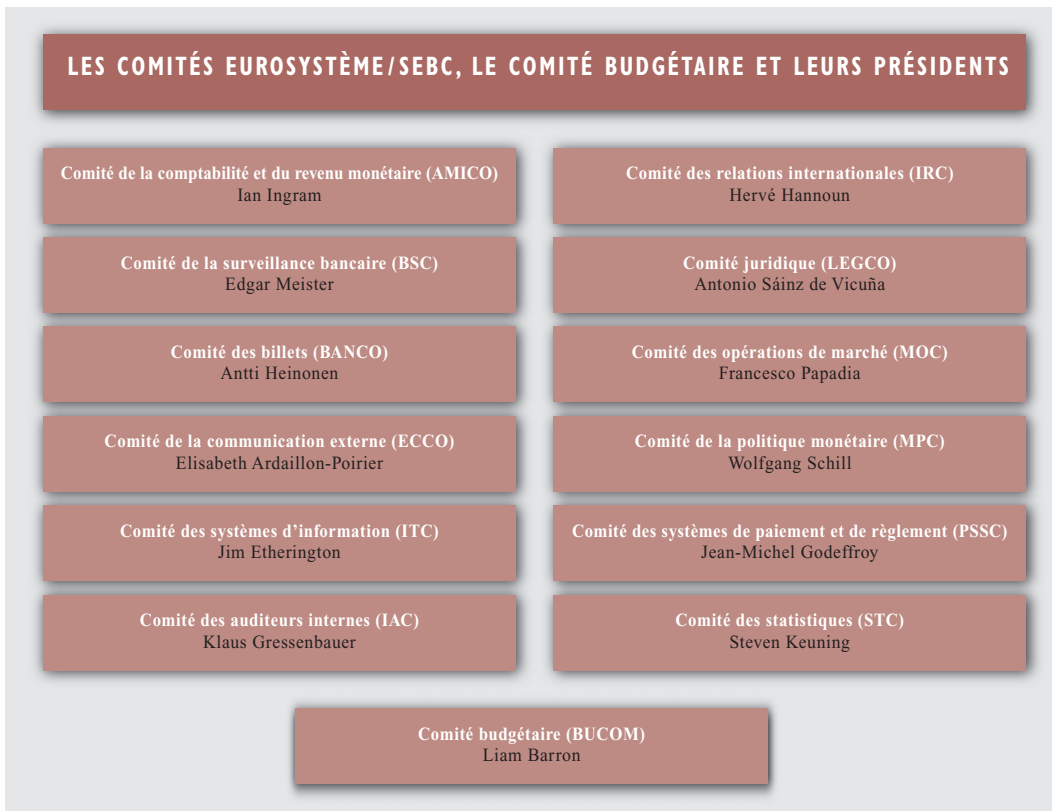 LES COMITÉS EUROSYSTÈME/SEBC, LE COMITÉ BUDGÉTAIRE ET LEURS PRÉSIDENTS
Comité de la comptabilité et du revenu monétaire (AMICO)
Ian Ingram
Comité des relations internationales (IRC)
Hervé Hannoun
Comité de la surveillance bancaire (BSC)
Edgar Meister
Comité juridique (LEGCO)
Antonio Sáinz de Vicuña
Comité des billets (BANCO)
Antti Heinonen
Comité des opérations de marché (MOC)
Francesco Papadia
Comité de la communication externe (ECCO)
Elisabeth Ardaillon-Poirier
Comité de la politique monétaire (MPC)
Wolfgang Schill
Comité des systèmes d’information (ITC)
Jim Etherington
Comité des systèmes de paiement et de règlement (PSSC)
Jean-Michel Godeffroy
Comité des auditeurs internes (IAC)
Klaus Gressenbauer
Comité des statistiques (STC)
Steven Keuning
Comité budgétaire (BUCOM)
Liam Barron